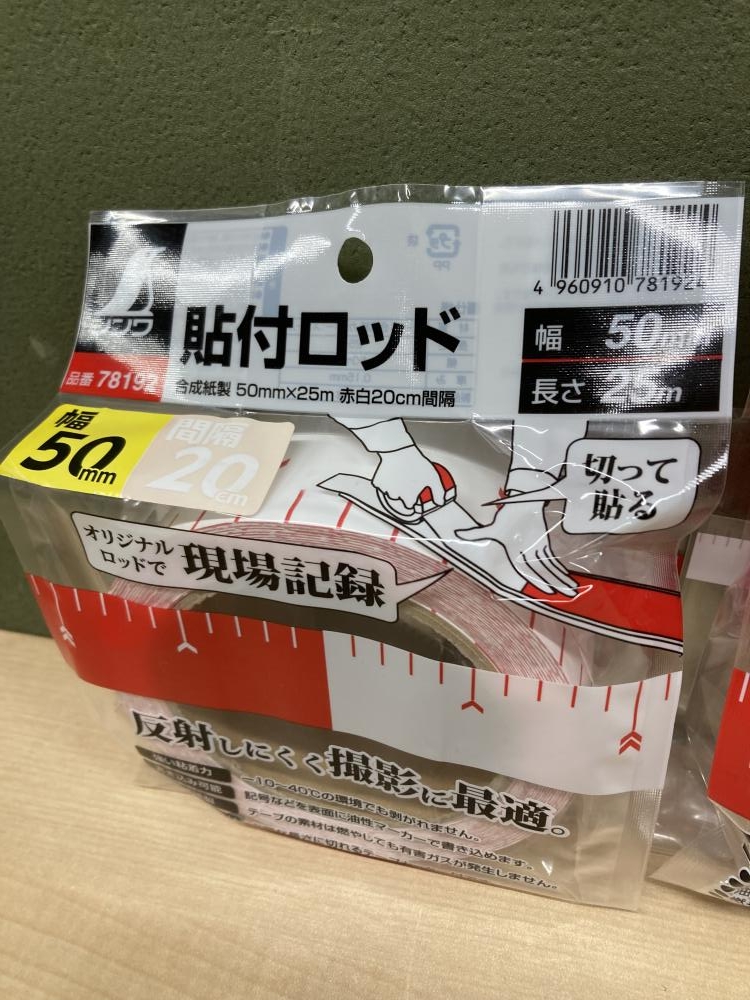 シンワ
品番 78192
貼付ロッド
合成紙製 50mm×25m 赤白20cm間隔
4 960910 781924
幅 50mm
長さ 25m
幅
50mm
間隔
20cm
切って
貼る
オリジナル
ロッドで 現場記録
反射しにくく撮影に最適。
強い粘着力
−10〜40℃の環境でも剥がれません。
記号などを表面に油性マーカーで書き込めます。
テープの素材は燃やしても有害ガスが発生しません。
PP